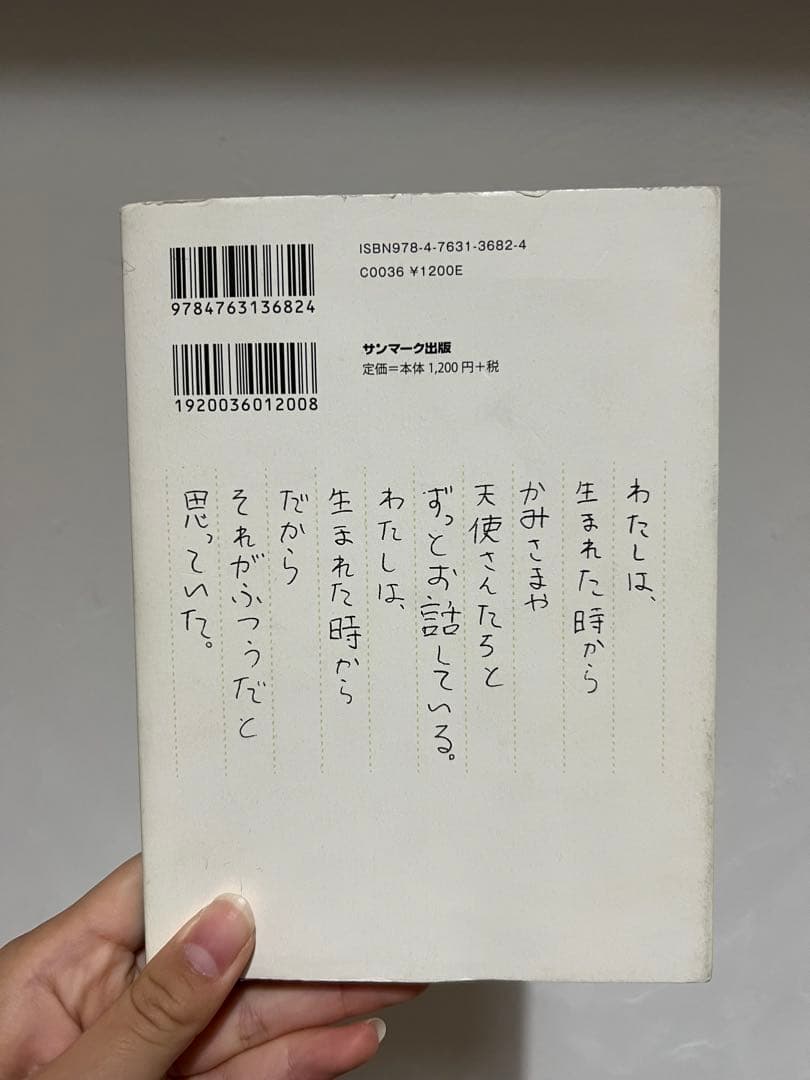 ISBN978-4-7631-3682-4
C0036 ¥1200E
9784763136824
サンマーク出版
定価＝本体 1,200 円＋税
1920036012008
わたしは、
生まれた時から
かみさまや
天使さんたちと
ずっとお話している。
わたしは、
生まれた時から
だから
それがふつうだと
思っていた。